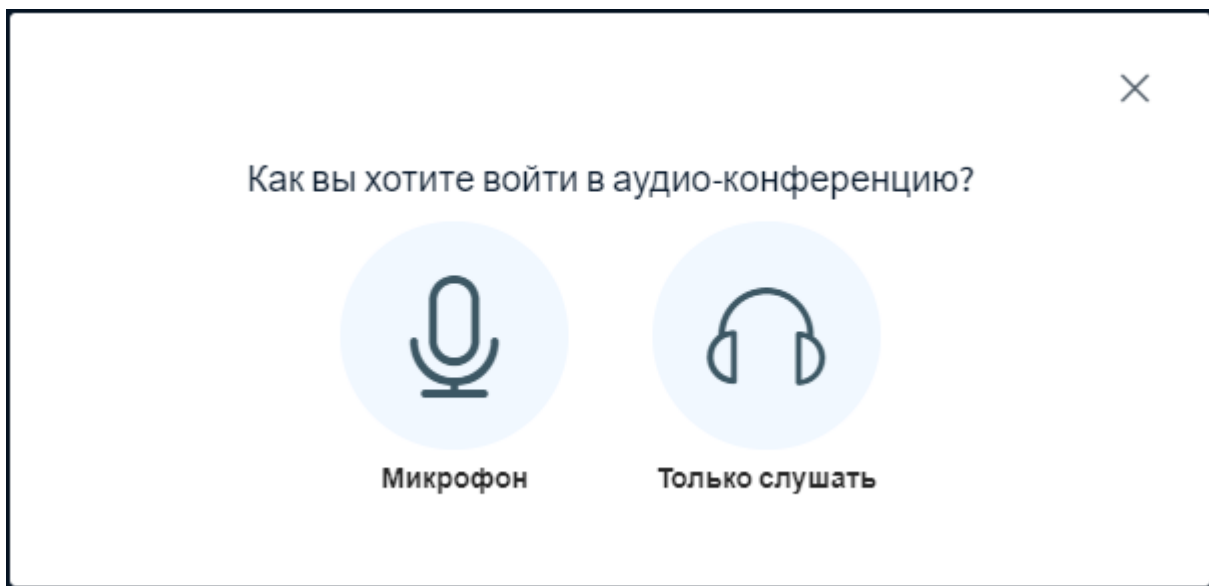 Как вы хотите войти в аудио-конференцию?
Микрофон
Только слушать